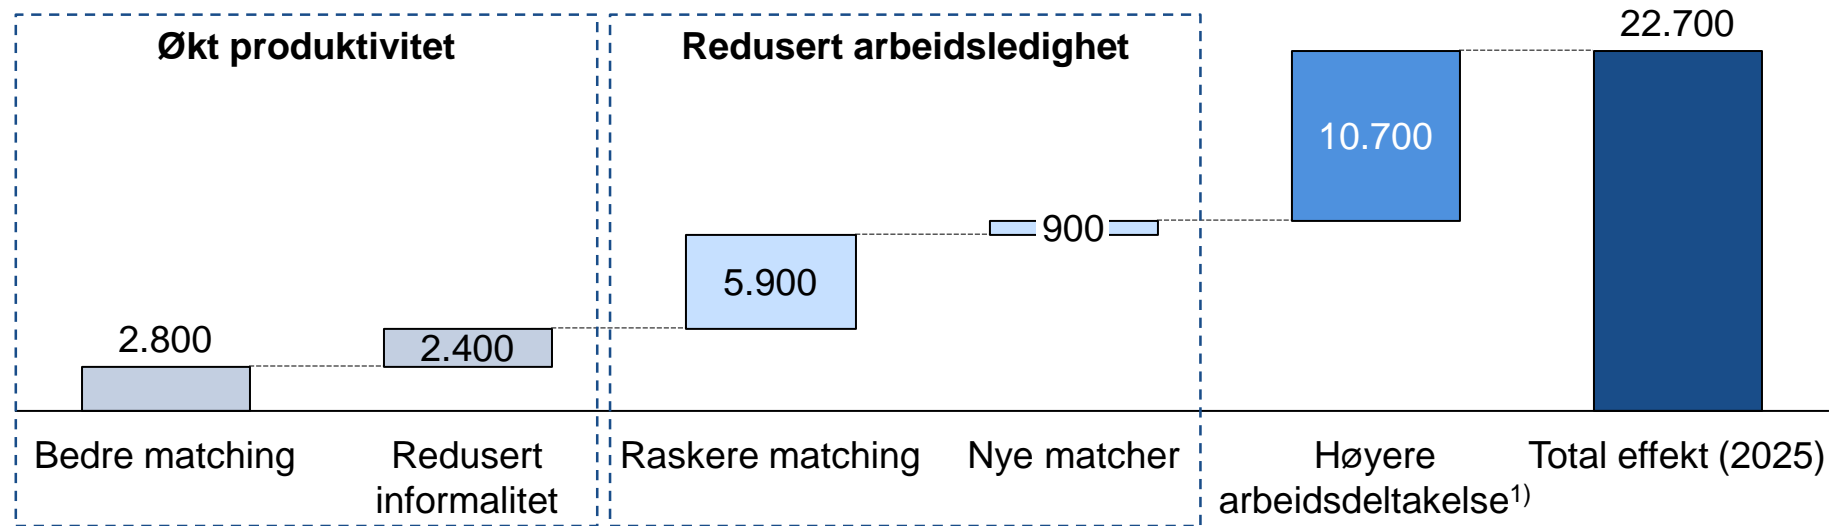 Økt produktivitet
Redusert arbeidsledighet
22.700
10.700
900
5.900
2.800
2.400
Bedre matching
Redusert
informalitet
Raskere matching
Nye matcher
Høyere
arbeidsdeltakelse1)
Total effekt (2025)